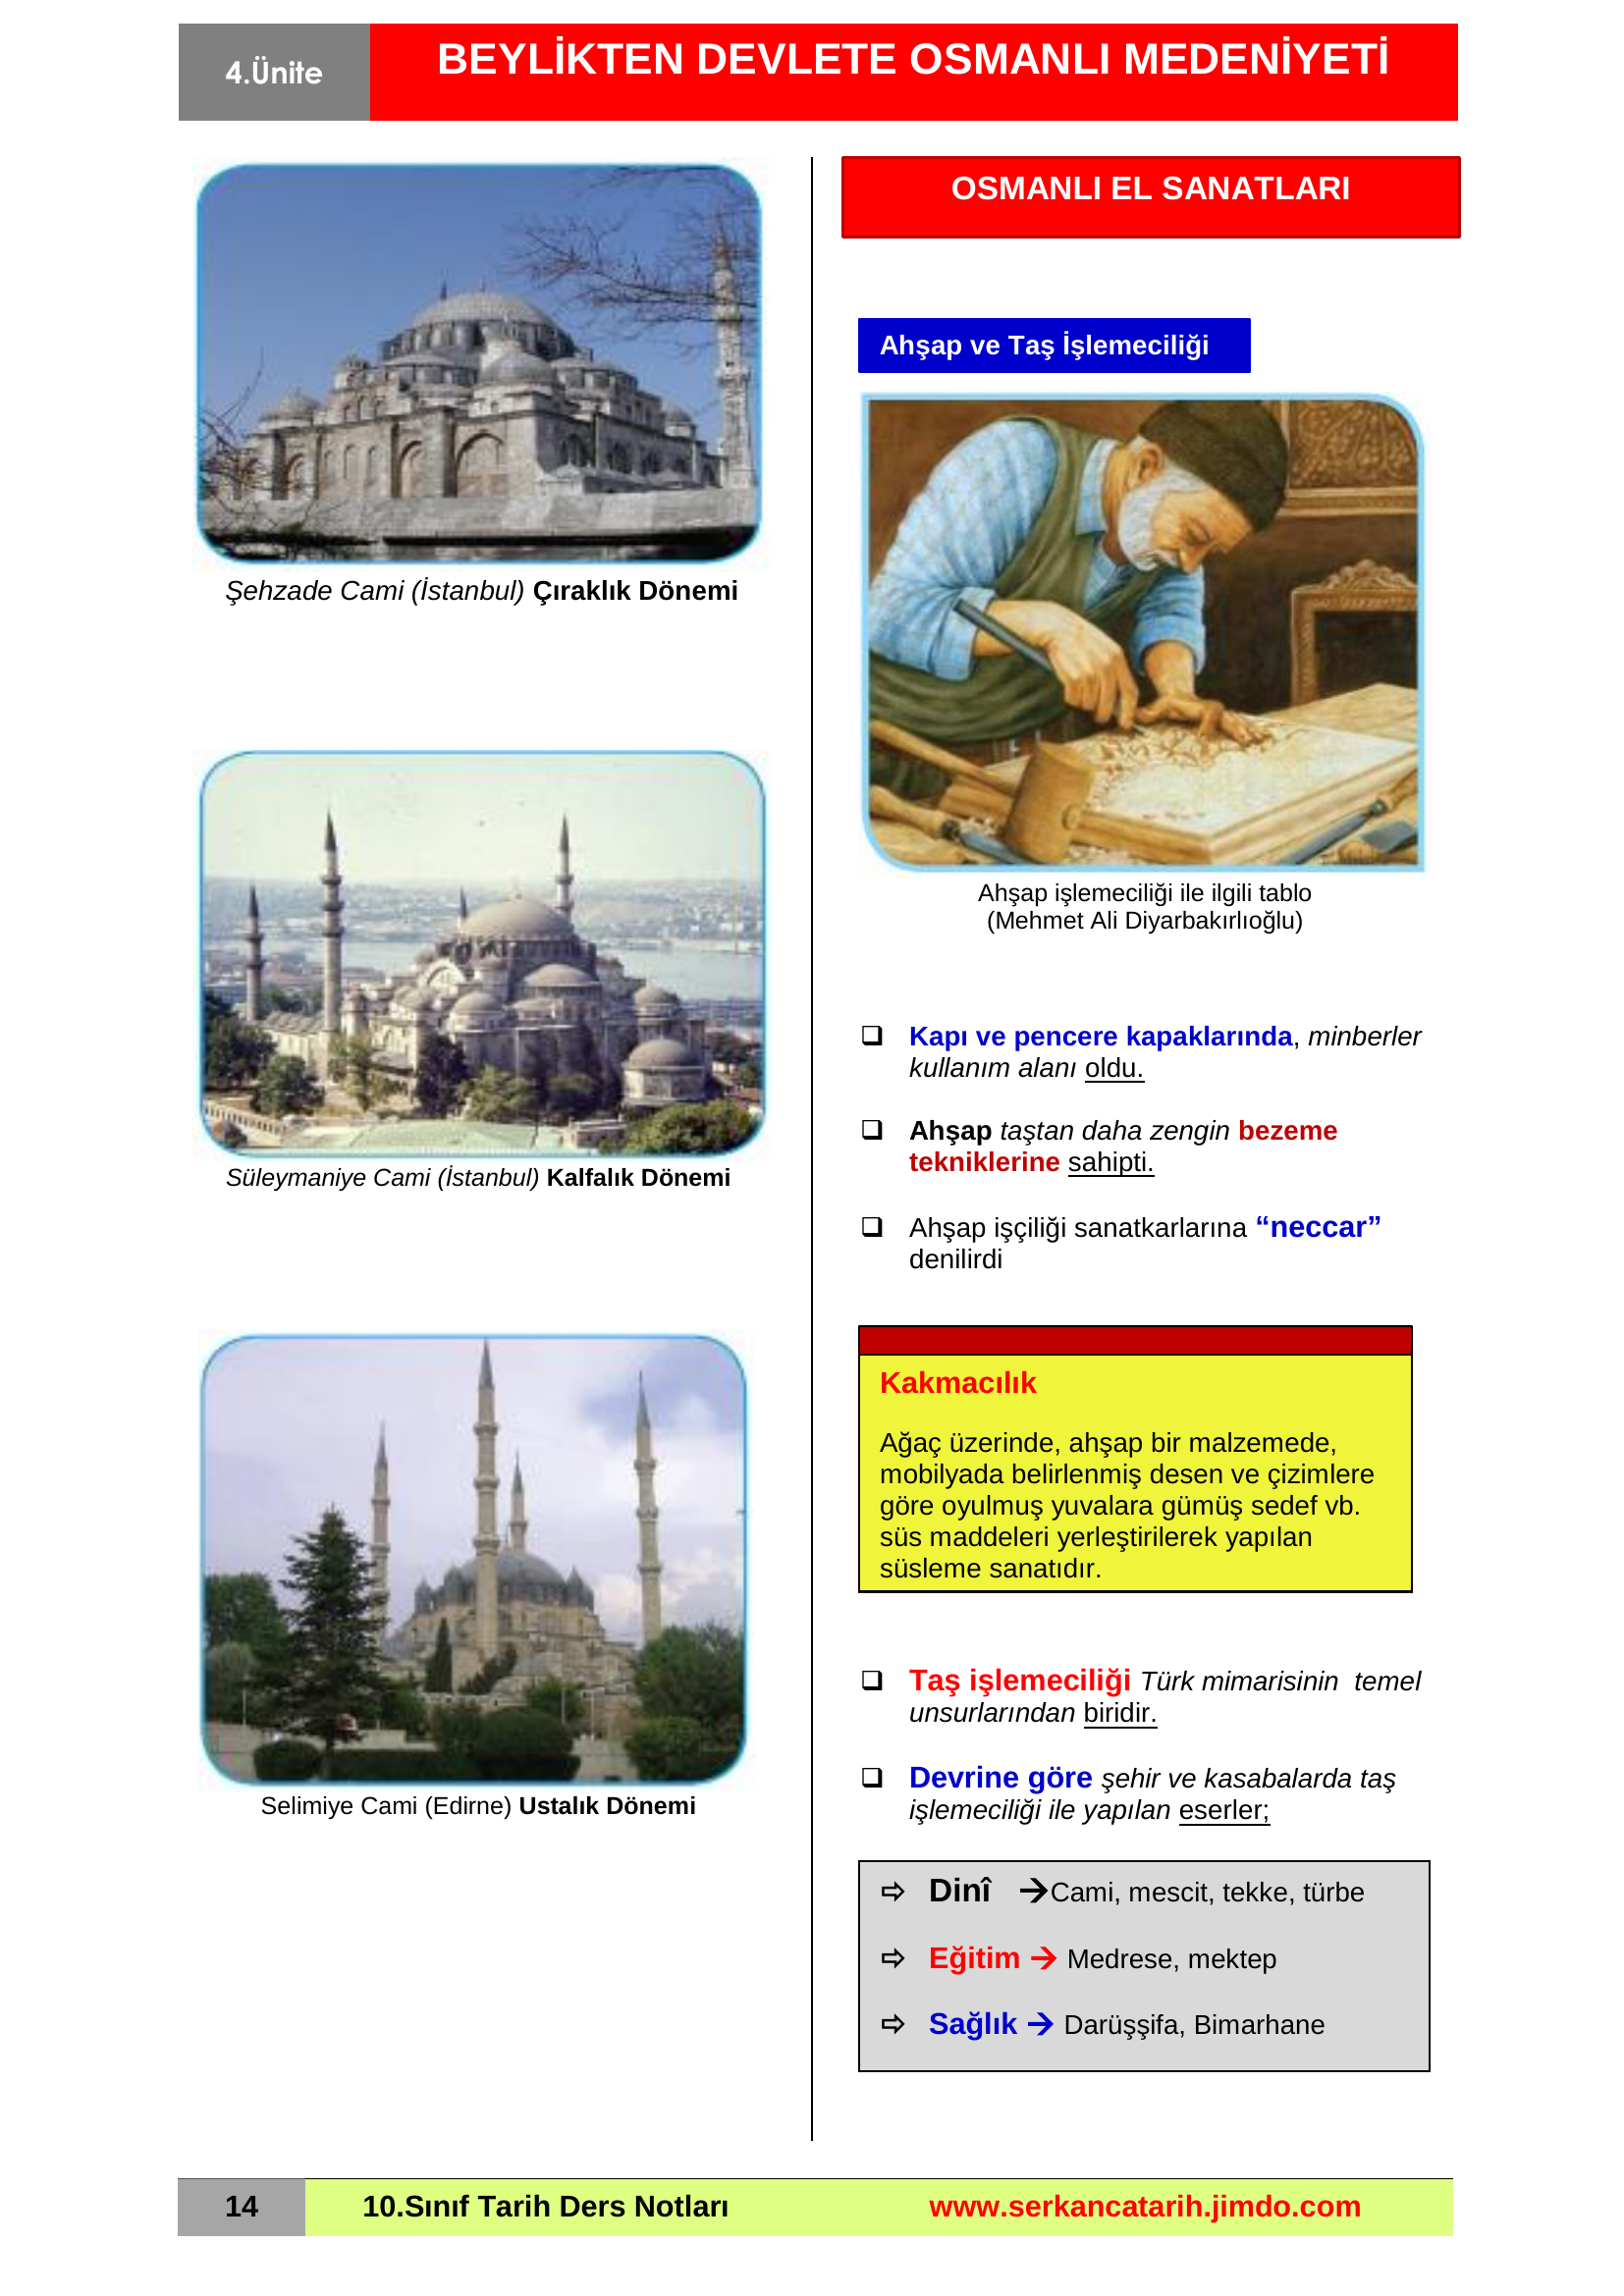 4.Ünite
BEYLİKTEN DEVLETE OSMANLI MEDENİYETİ
Şehzade Cami (İstanbul) Çıraklık Dönemi
Süleymaniye Cami (İstanbul) Kalfalık Dönemi
Selimiye Cami (Edirne) Ustalık Dönemi
OSMANLI EL SANATLARI
Ahşap ve Taş İşlemeciliği
Ahşap işlemeciliği ile ilgili tablo
(Mehmet Ali Diyarbakırlıoğlu)
❑ Kapı ve pencere kapaklarında, minberler
kullanım alanı oldu.
❑ Ahşap taştan daha zengin bezeme
tekniklerine sahipti.
❑ Ahşap işçiliği sanatkarlarına “neccar”
denilirdi
Kakmacılık
Ağaç üzerinde, ahşap bir malzemede,
mobilyada belirlenmiş desen ve çizimlere
göre oyulmuş yuvalara gümüş sedef vb.
süs maddeleri yerleştirilerek yapılan
süsleme sanatıdır.
❑ Taş işlemeciliği Türk mimarisinin temel
unsurlarından biridir.
❑ Devrine göre şehir ve kasabalarda taş
işlemeciliği ile yapılan eserler;
⇨ Dinî →Cami, mescit, tekke, türbe
⇨ Eğitim → Medrese, mektep
⇨ Sağlık → Darüşşifa, Bimarhane
14 10.Sınıf Tarih Ders Notları www.serkancatarih.jimdo.com